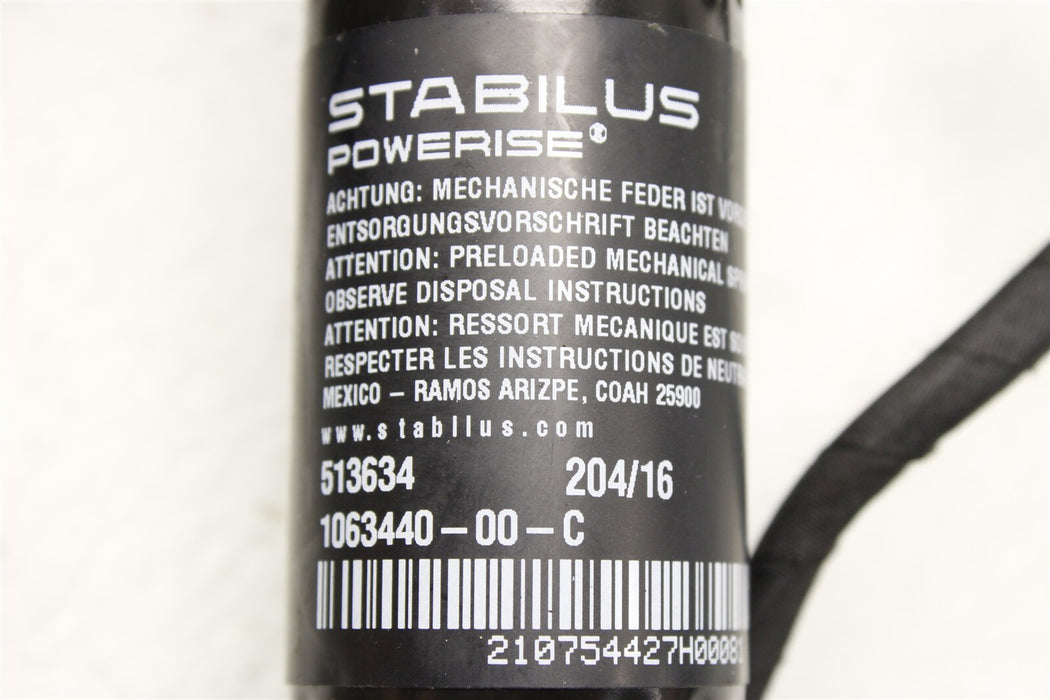 STABILUS
POWERISE®
ACHTUNG: MECHANISCHE FEDER IST
ENTSORGUNGSVORSCHRIFT BEACHTEN
ATTENTION: PRELOADED MECHANICAL
OBSERVE DISPOSAL INSTRUCTIONS
ATTENTION: RESSORT MECANIQUE EST
RESPECTER LES INSTRUCTIONS DE
MEXICO – RAMOS ARIZPE, COAH 25900
www.stabilus.com
513634 204/16
1063440–00–C
210754427H00081